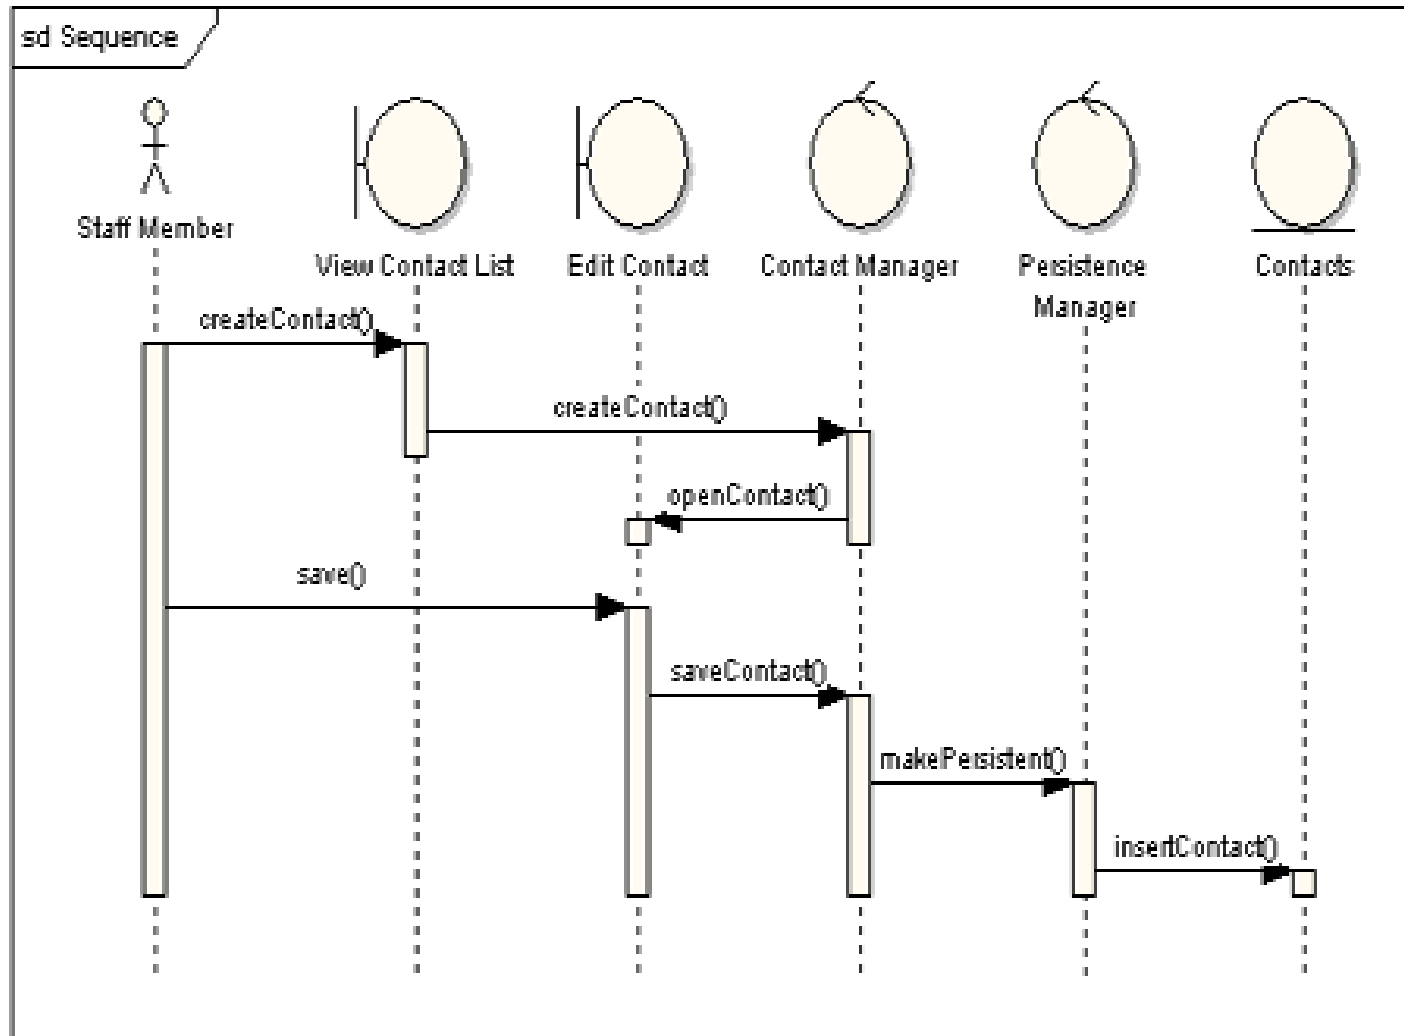 sd Sequence
Staff Member
View Contact List
Edit Contact
Contact Manager
Persistence
Manager
Contacts
createContact()
createContact()
openContact()
save()
saveContact()
makePersistent()
insertContact()